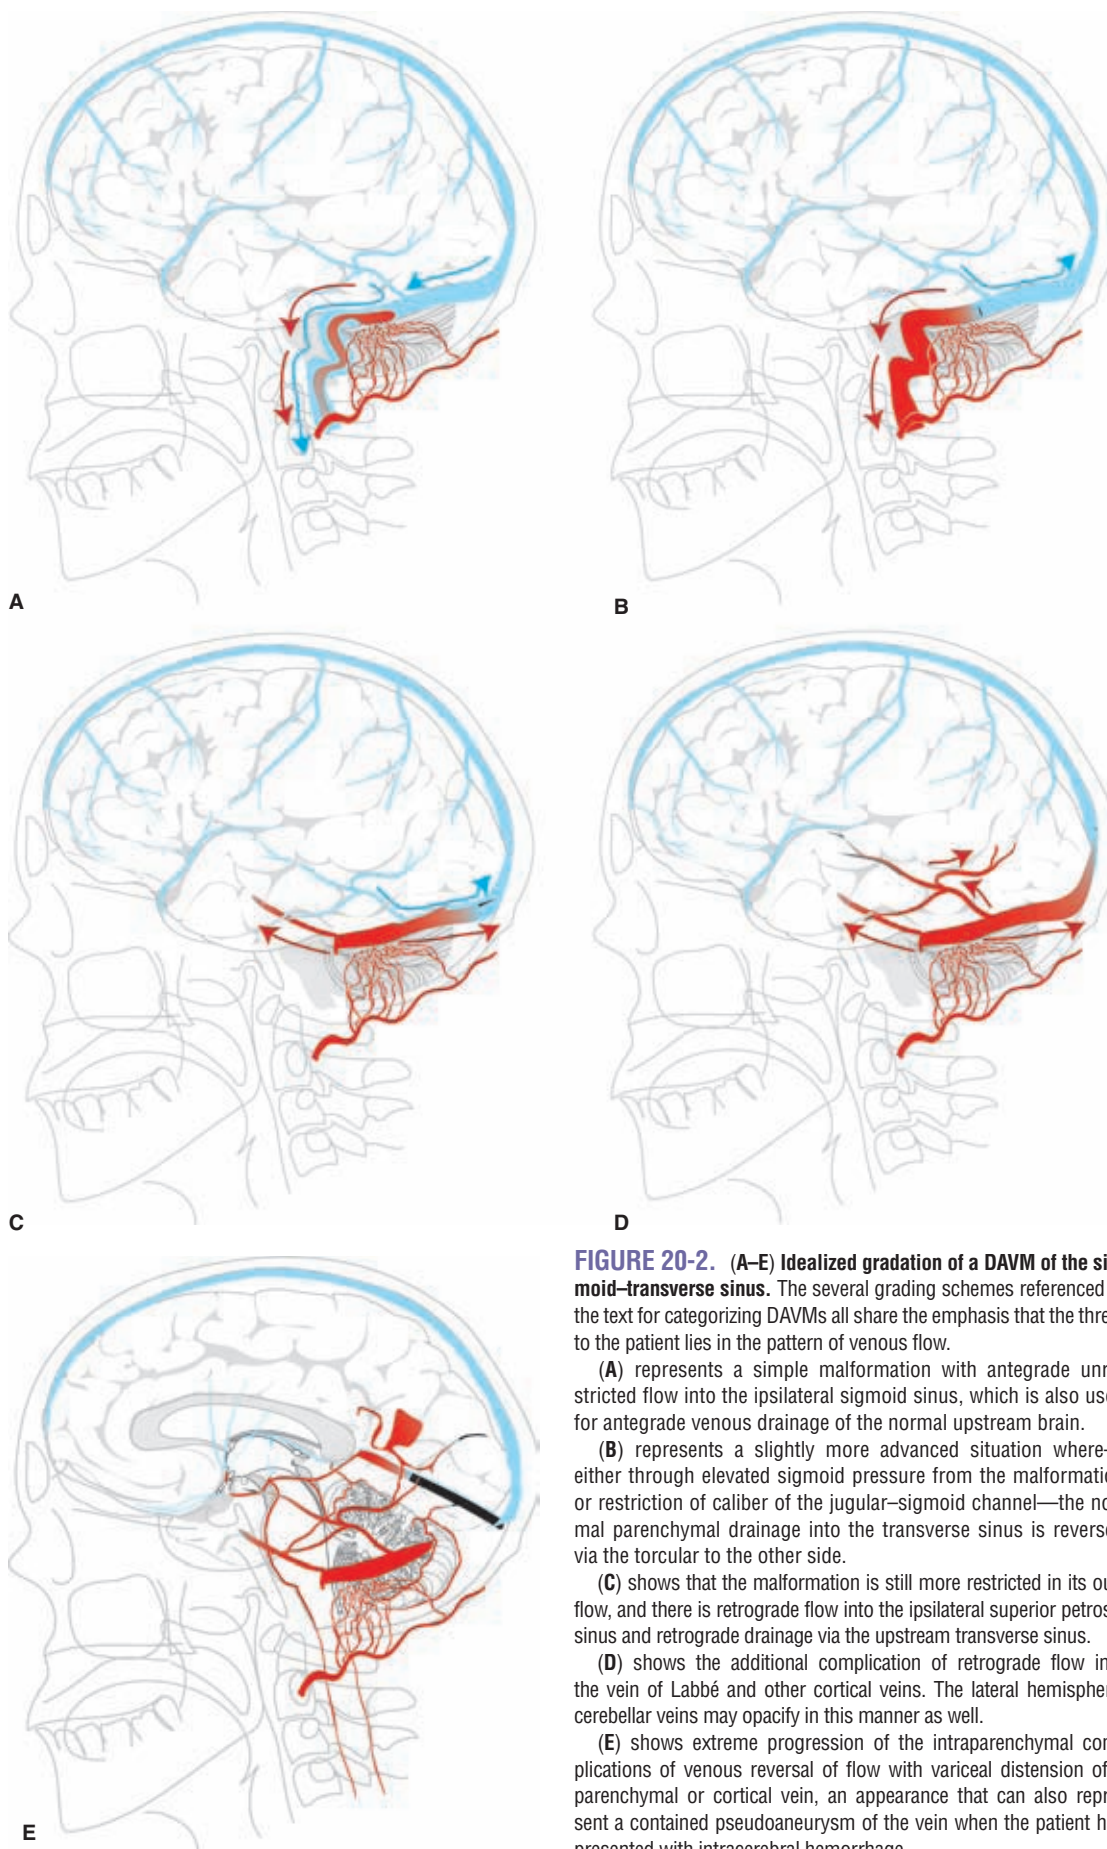 A
B
C
D
E
FIGURE 20-2. (A–E) Idealized gradation of a DAVM of the si
moid–transverse sinus. The several grading schemes referenced
the text for categorizing DAVMs all share the emphasis that the thre
to the patient lies in the pattern of venous flow.
(A) represents a simple malformation with antegrade unr
stricted flow into the ipsilateral sigmoid sinus, which is also use
for antegrade venous drainage of the normal upstream brain.
(B) represents a slightly more advanced situation where—
either through elevated sigmoid pressure from the malformatio
or restriction of caliber of the jugular–sigmoid channel—the no
mal parenchymal drainage into the transverse sinus is reverse
via the torcular to the other side.
(C) shows that the malformation is still more restricted in its ou
flow, and there is retrograde flow into the ipsilateral superior petros
sinus and retrograde drainage via the upstream transverse sinus.
(D) shows the additional complication of retrograde flow in
the vein of Labbé and other cortical veins. The lateral hemispher
cerebellar veins may opacify in this manner as well.
(E) shows extreme progression of the intraparenchymal com
plications of venous reversal of flow with variceal distension of
parenchymal or cortical vein, an appearance that can also repr
sent a contained pseudoaneurysm of the vein when the patient h
presented with intracerebral hemorrhage